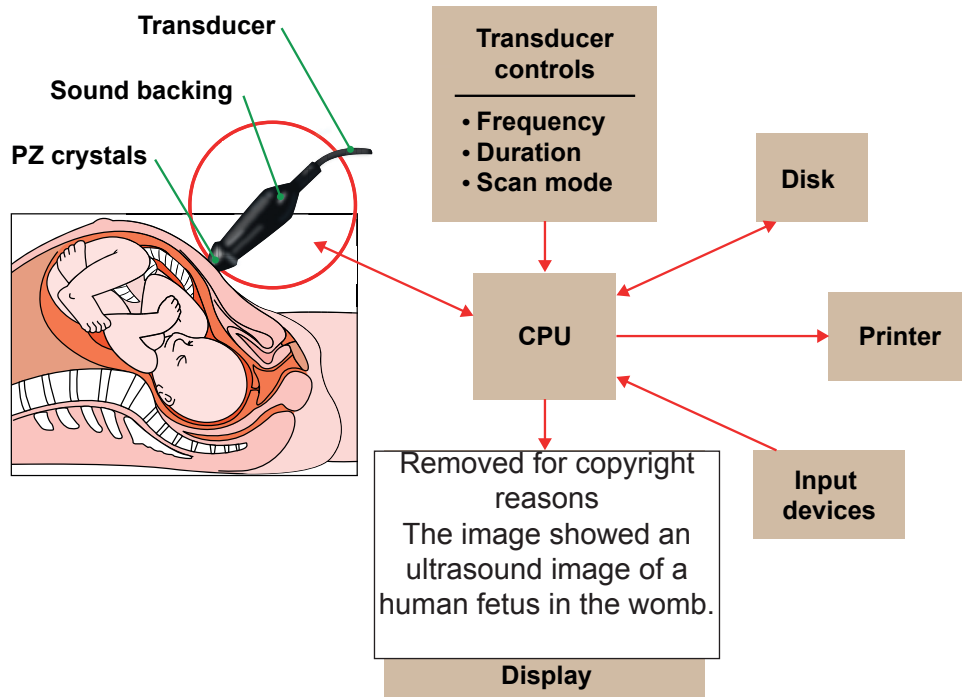 Transducer
Sound backing
PZ crystals
Transducer
controls
• Frequency
• Duration
• Scan mode
Disk
CPU
Printer
Input
devices
Removed for copyright
reasons
The image showed an
ultrasound image of a
human fetus in the womb.
Display